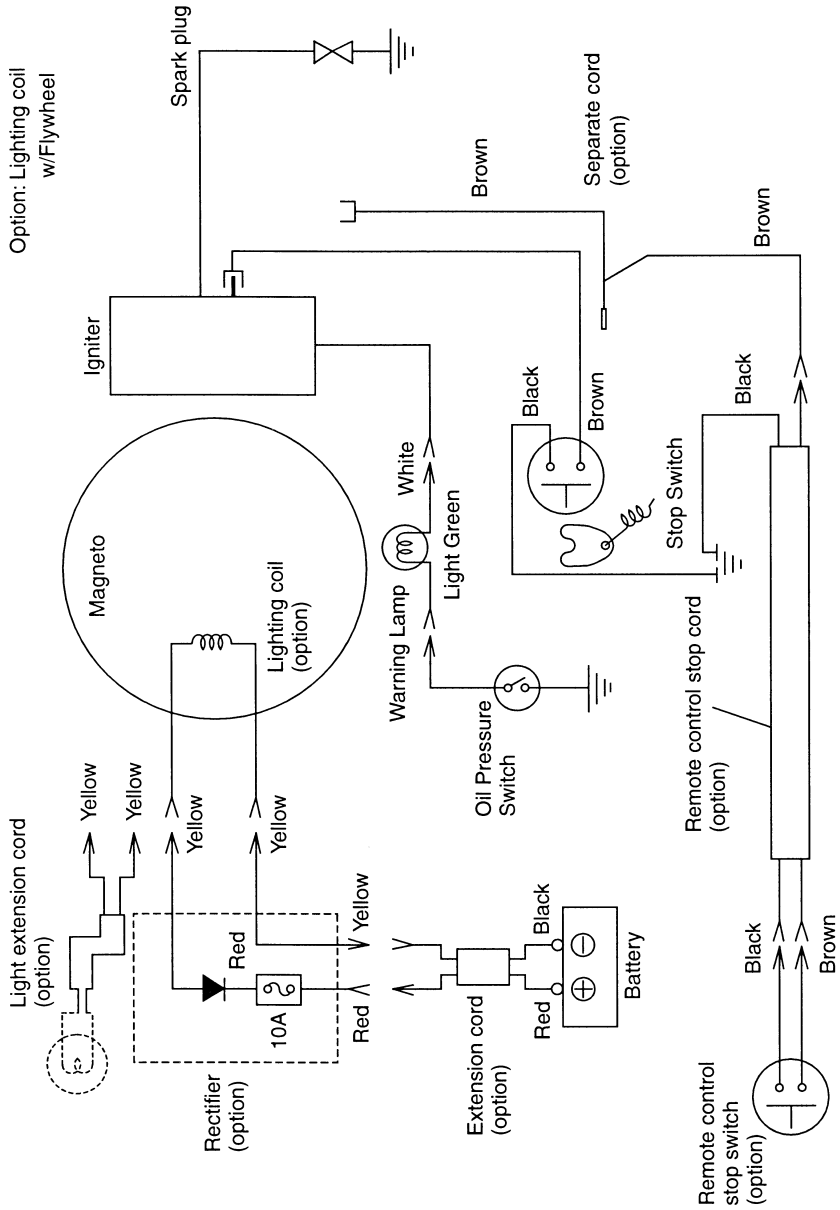 Option: Lighting coil
w/Flywheel
Spark plug
Igniter
Magneto
Lighting coil
(option)
Yellow
Yellow
Yellow
Yellow
Light extension cord
(option)
Red
10A
Rectifier
(option)
Yellow
Red
Extension cord
(option)
Black
Red
Battery
White
Light Green
Warning Lamp
Oil Pressure
Switch
Brown
Separate cord
(option)
Black
Brown
Stop Switch
Brown
Black
Remote control stop cord
(option)
Black
Brown
Remote control
stop switch
(option)